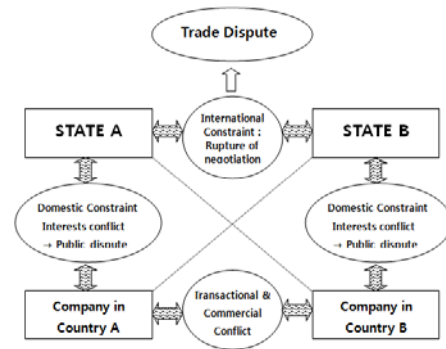 Trade Dispute
International
Constraint :
Rupture of
negotiation
STATE A
STATE B
Domestic Constraint
Interests conflict
→ Public dispute
Domestic Constraint
Interests conflict
→ Public dispute
Transactional &
Commercial
Conflict
Company in
Country A
Company in
Country B